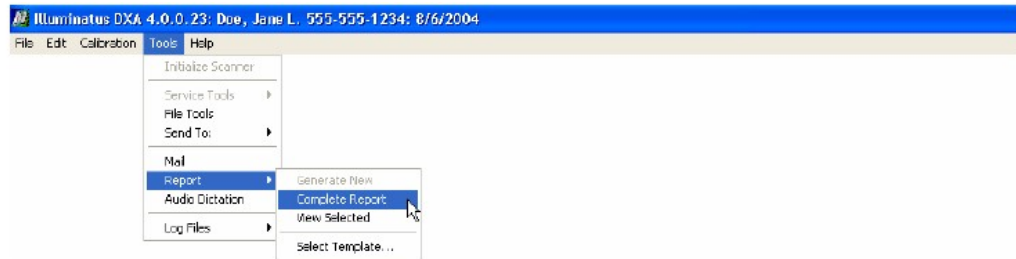 Illuminatus DXA 4.0.0.23: Doe, Jane L. 555-555-1234: 8/6/2004
File Edit Calibration Tools Help
Initialize Scanner
Service Tools
File Tools
Send To:
Mail
Report
Generate New
Audio Dictation
Complete Report
View Selected
Log Files
Select Template...